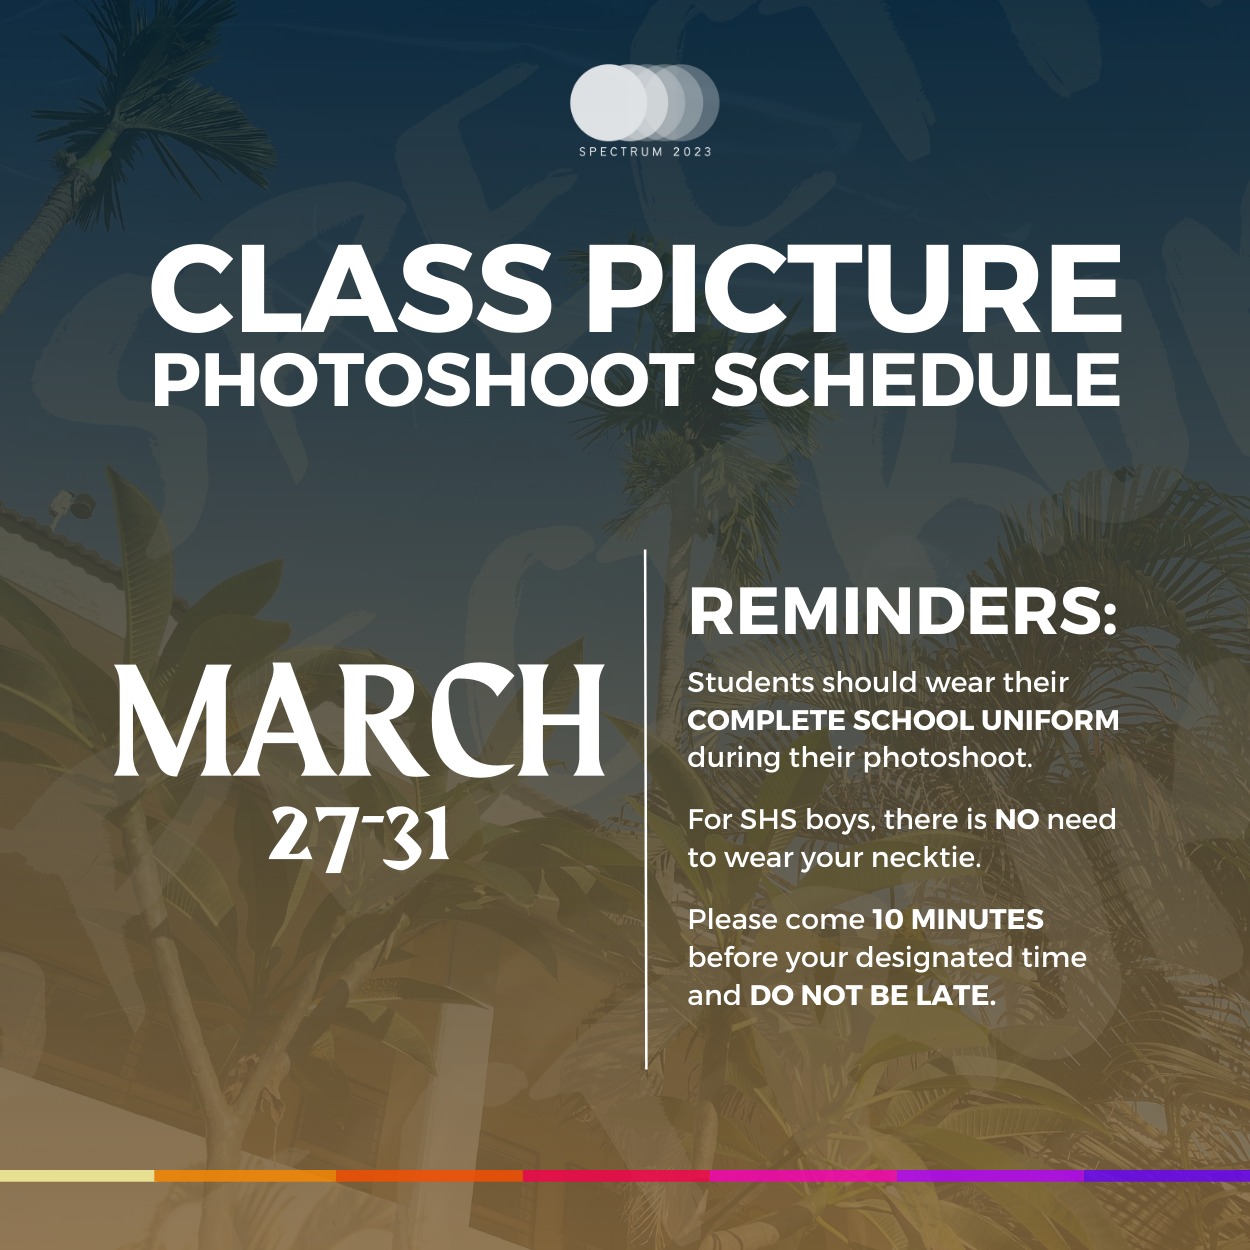 SPECTRUM 2023
CLASS PICTURE
PHOTOSHOOT SCHEDULE
MARCH
27-31
REMINDERS:
Students should wear their
COMPLETE SCHOOL UNIFORM
during their photoshoot.
For SHS boys, there is NO need
to wear your necktie.
Please come 10 MINUTES
before your designated time
and DO NOT BE LATE.